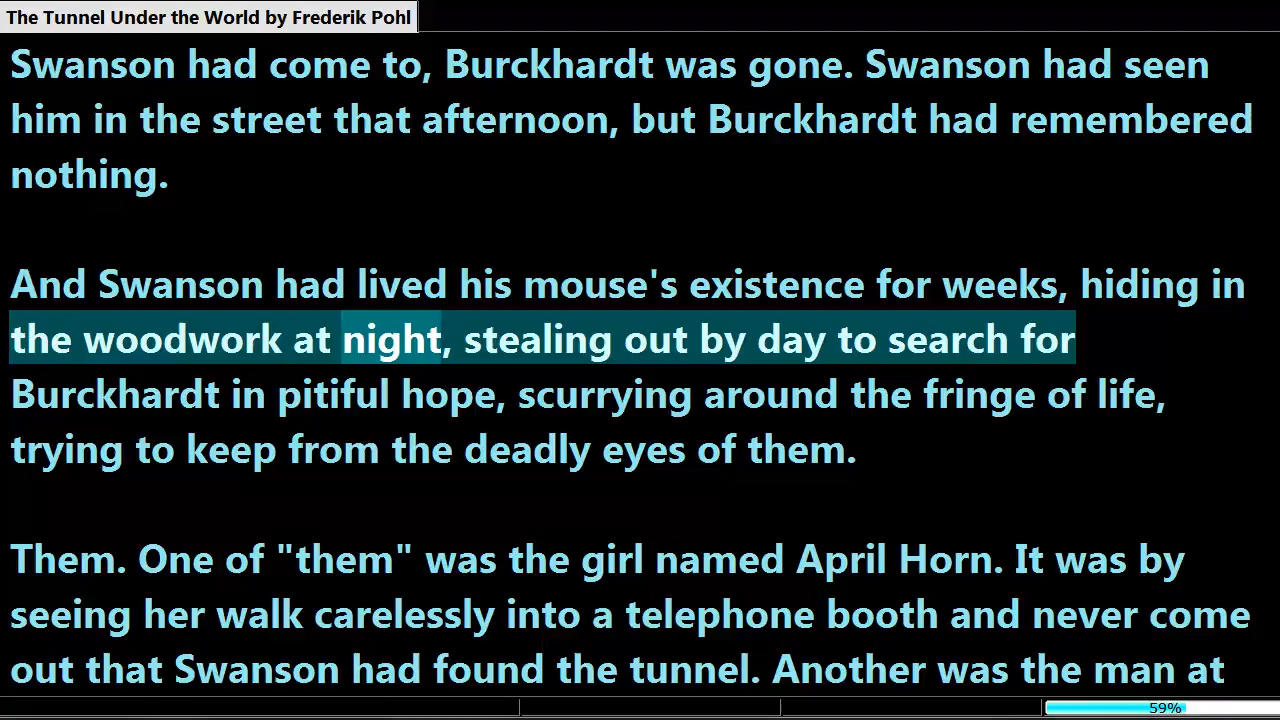 The Tunnel Under the World by Frederik Pohl
Swanson had come to, Burckhardt was gone. Swanson had seen
him in the street that afternoon, but Burckhardt had remembered
nothing.
And Swanson had lived his mouse's existence for weeks, hiding in
the woodwork at night, stealing out by day to search for
Burckhardt in pitiful hope, scurrying around the fringe of life,
trying to keep from the deadly eyes of them.
Them. One of "them" was the girl named April Horn. It was by
seeing her walk carelessly into a telephone booth and never come
out that Swanson had found the tunnel. Another was the man at
59%